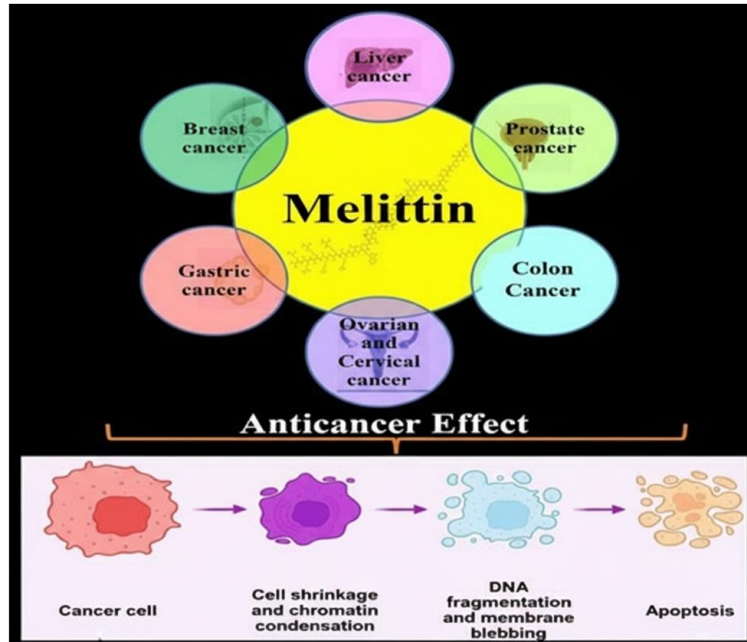 Liver
cancer
Breast
cancer
Prostate
cancer
Melittin
Gastric
cancer
Colon
Cancer
Ovarian
and
Cervical
cancer
Anticancer Effect
Cancer cell
Cell shrinkage
and chromatin
condensation
DNA
fragmentation
and membrane
blebbing
Apoptosis